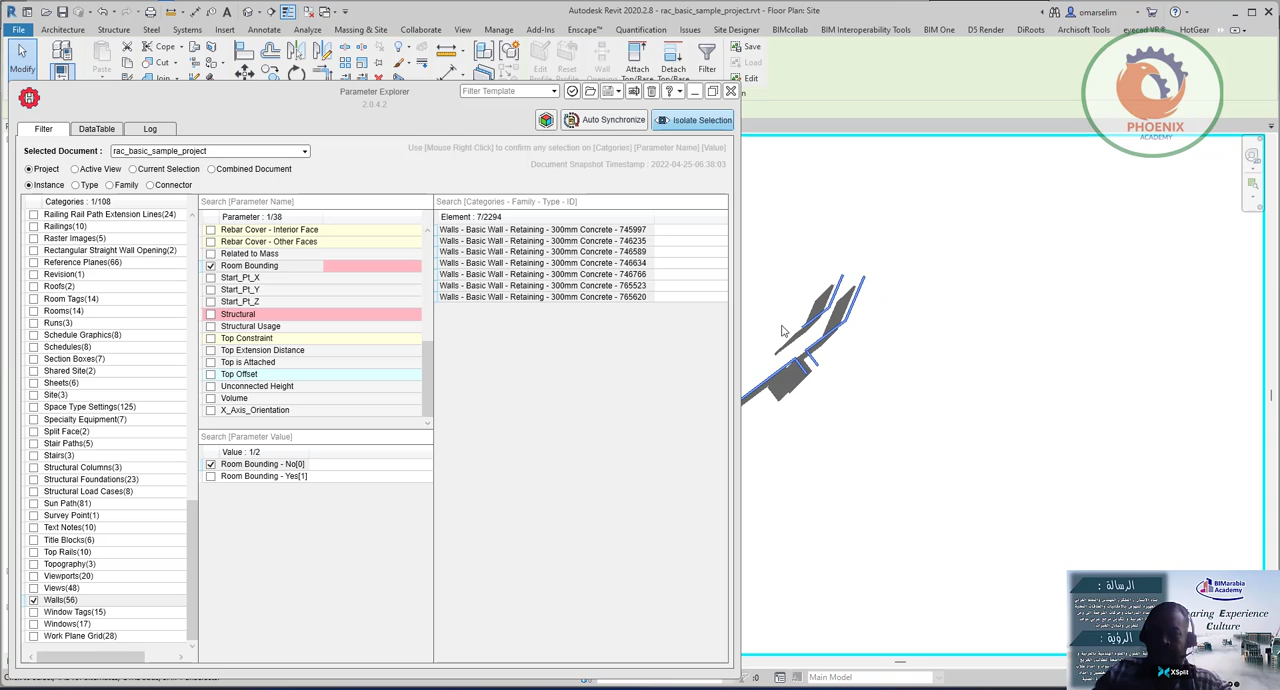 Autodesk Revit 2020.2.8 - rac_basic_sample_project.rvt - Floor Plan: Site
omarselim
File Architecture Structure Steel Systems Insert Annotate Analyze Massing & Site Collaborate View Manage Add-Ins Enscape™ Quantification Issues Site Designer BIMcollab BIM Interoperability Tools BIM One D5 Render DiRoots Arcsoft Tools HotGear
Modify Paste Cope Cut Join Edit Profile Reset Profile Wall Attach Top/Base Detach Top/Base Filter Save Load Edit
PHOENIX
ACADEMY
Parameter Explorer
2.0.4.2
Filter Template
Filter DataTable Log
Auto Synchronize Isolate Selection
Selected Document : rac_basic_sample_project
Use [Mouse Right Click] to confirm any selection on [Catgories] [Parameter Name] [Value]
Document Snapshot Timestamp : 2022-04-25-06:38:03
Project Active View Current Selection Combined Document
Instance Type Family Connector
Categories : 1/108
Railing Rail Path Extension Lines(24)
Railings(10)
Raster Images(5)
Rectangular Straight Wall Opening(2)
Reference Planes(66)
Revision(1)
Roofs(2)
Room Tags(14)
Rooms(14)
Runs(3)
Schedule Graphics(8)
Schedules(8)
Section Boxes(7)
Shared Site(2)
Sheets(6)
Site(3)
Space Type Settings(125)
Specialty Equipment(7)
Split Face(2)
Stair Paths(5)
Stairs(3)
Structural Columns(3)
Structural Foundations(23)
Structural Load Cases(8)
Sun Path(81)
Survey Point(1)
Text Notes(10)
Title Blocks(6)
Top Rails(10)
Topography(3)
Viewports(20)
Views(48)
Walls(56)
Window Tags(15)
Windows(17)
Work Plane Grid(28)
Search [Parameter Name]
Parameter : 1/38
Rebar Cover - Interior Face
Rebar Cover - Other Faces
Related to Mass
Room Bounding
Start_Pt_X
Start_Pt_Y
Start_Pt_Z
Structural
Structural Usage
Top Constraint
Top Extension Distance
Top is Attached
Top Offset
Unconnected Height
Volume
X_Axis_Orientation
Search [Parameter Value]
Value : 1/2
Room Bounding - No[0]
Room Bounding - Yes[1]
Search [Categories - Family - Type - ID]
Element : 7/2294
Walls - Basic Wall - Retaining - 300mm Concrete - 745997
Walls - Basic Wall - Retaining - 300mm Concrete - 746235
Walls - Basic Wall - Retaining - 300mm Concrete - 746589
Walls - Basic Wall - Retaining - 300mm Concrete - 746634
Walls - Basic Wall - Retaining - 300mm Concrete - 746766
Walls - Basic Wall - Retaining - 300mm Concrete - 765523
Walls - Basic Wall - Retaining - 300mm Concrete - 765620
:0 Main Model
الرسالة :
الرؤية :
BIMarabia
Academy
aring Experience
Culture
XSplit